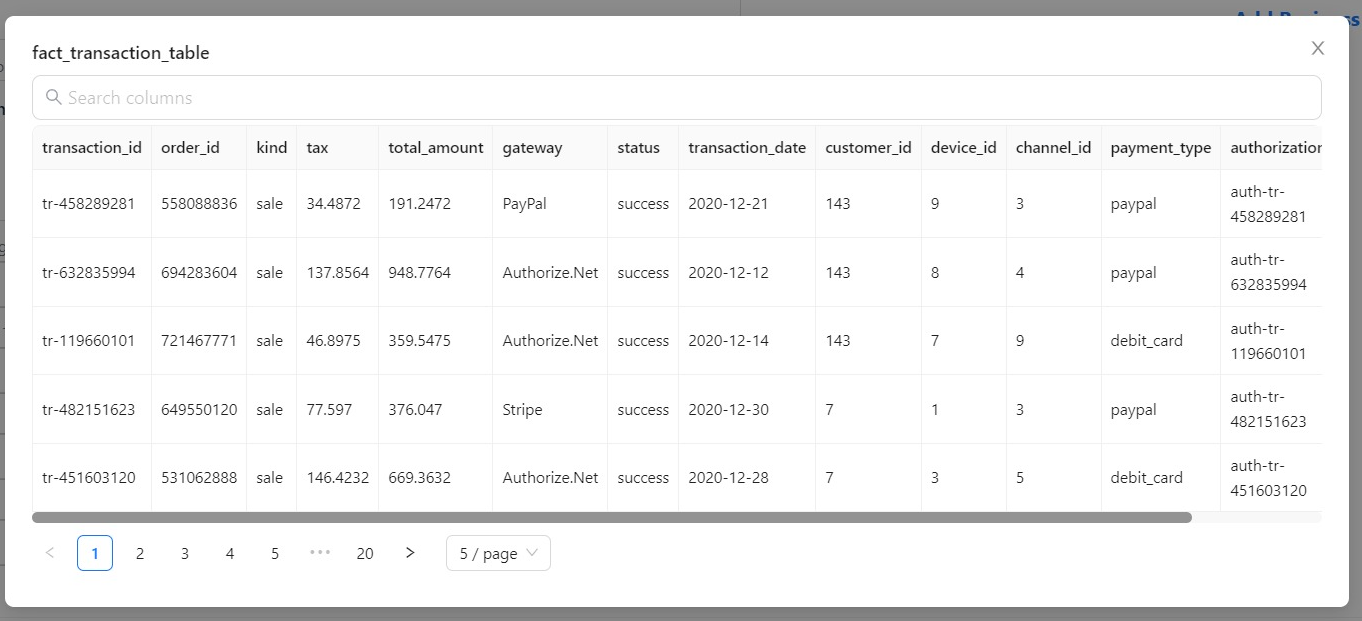 fact_transaction_table
Search columns
transaction_id order_id kind tax total_amount gateway status transaction_date customer_id device_id channel_id payment_type authorization
tr-458289281 558088836 sale 34.4872 191.2472 PayPal success 2020-12-21 143 9 3 paypal auth-tr-
458289281
tr-632835994 694283604 sale 137.8564 948.7764 Authorize.Net success 2020-12-12 143 8 4 paypal auth-tr-
632835994
tr-119660101 721467771 sale 46.8975 359.5475 Authorize.Net success 2020-12-14 143 7 9 debit_card auth-tr-
119660101
tr-482151623 649550120 sale 77.597 376.047 Stripe success 2020-12-30 7 1 3 paypal auth-tr-
482151623
tr-451603120 531062888 sale 146.4232 669.3632 Authorize.Net success 2020-12-28 7 3 5 debit_card auth-tr-
451603120
< 1 2 3 4 5 ••• 20 > 5 / page